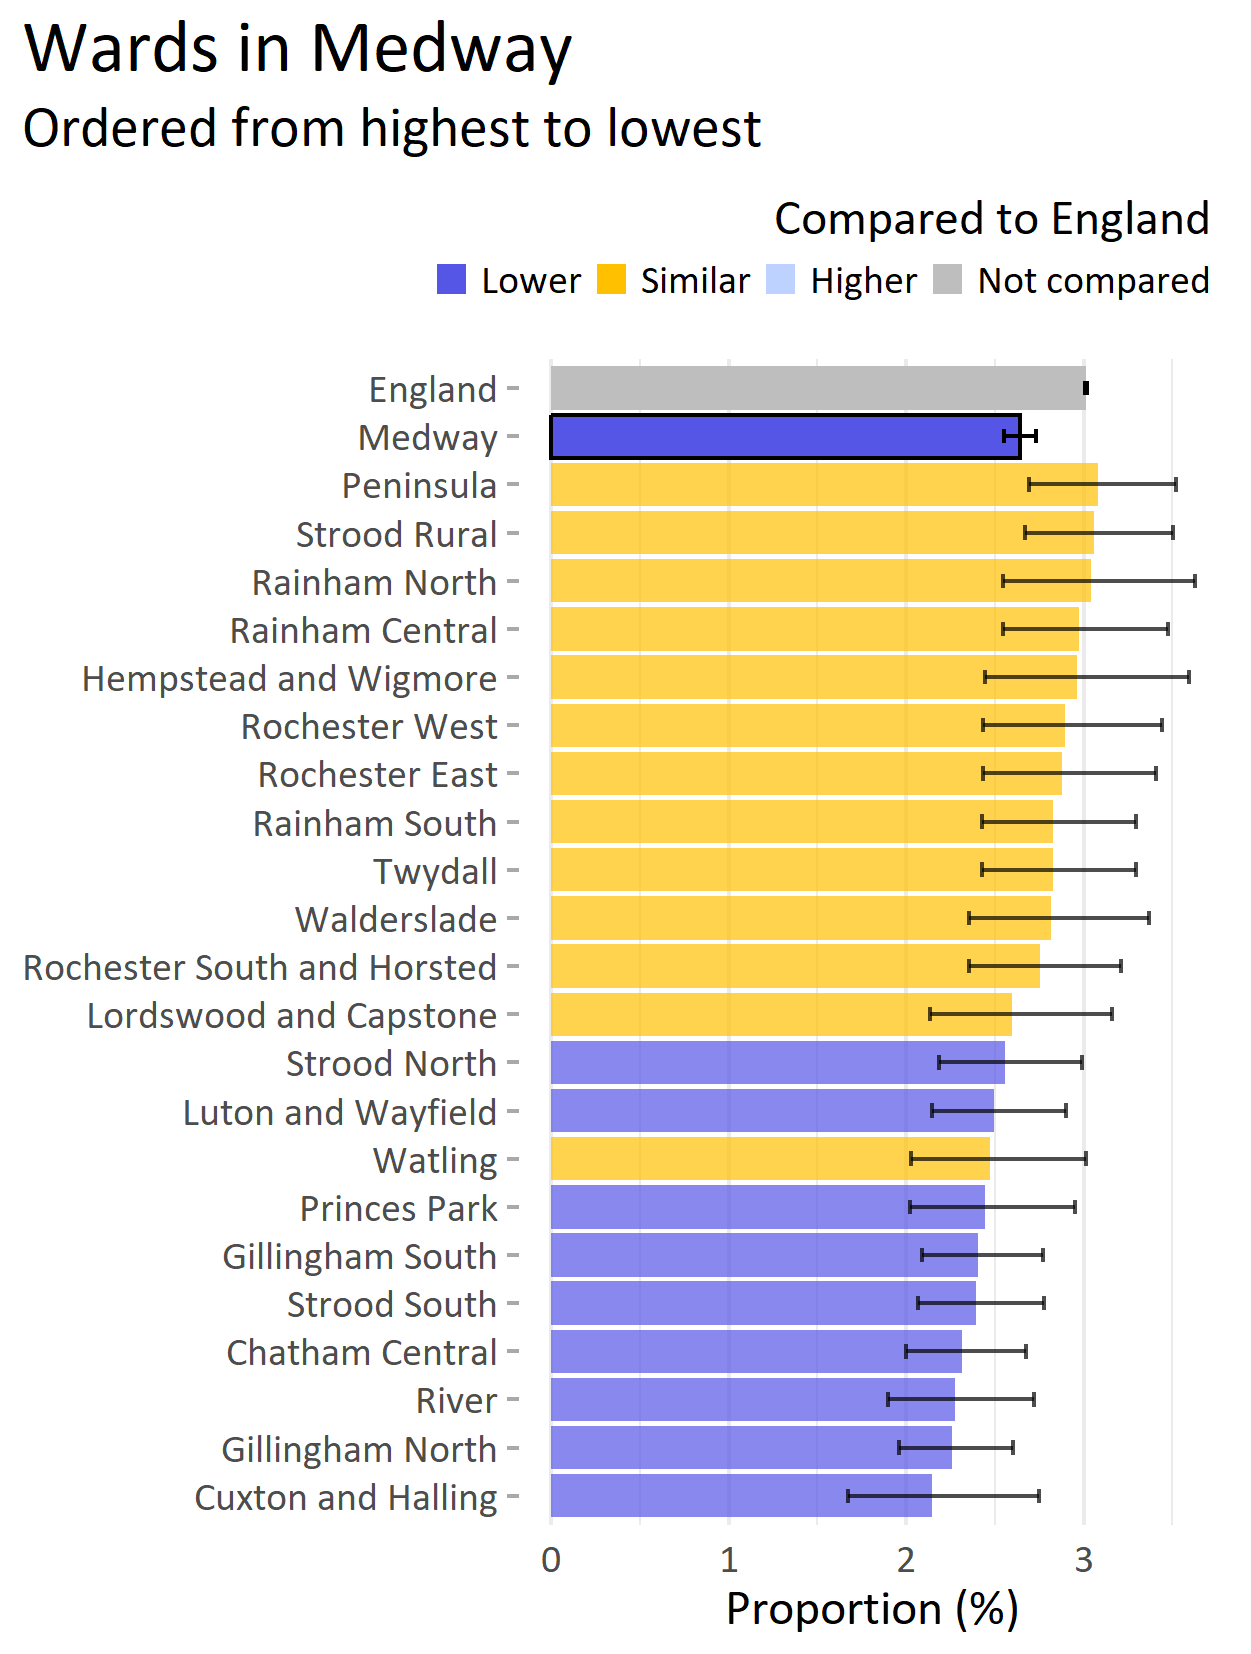 Wards in Medway
Ordered from highest to lowest
Compared to England
Lower Similar Higher Not compared
England
Medway
Peninsula
Strood Rural
Rainham North
Rainham Central
Hempstead and Wigmore
Rochester West
Rochester East
Rainham South
Twydall
Walderslade
Rochester South and Horsted
Lordswood and Capstone
Strood North
Luton and Wayfield
Watling
Princes Park
Gillingham South
Strood South
Chatham Central
River
Gillingham North
Cuxton and Halling
0 1 2 3
Proportion (%)